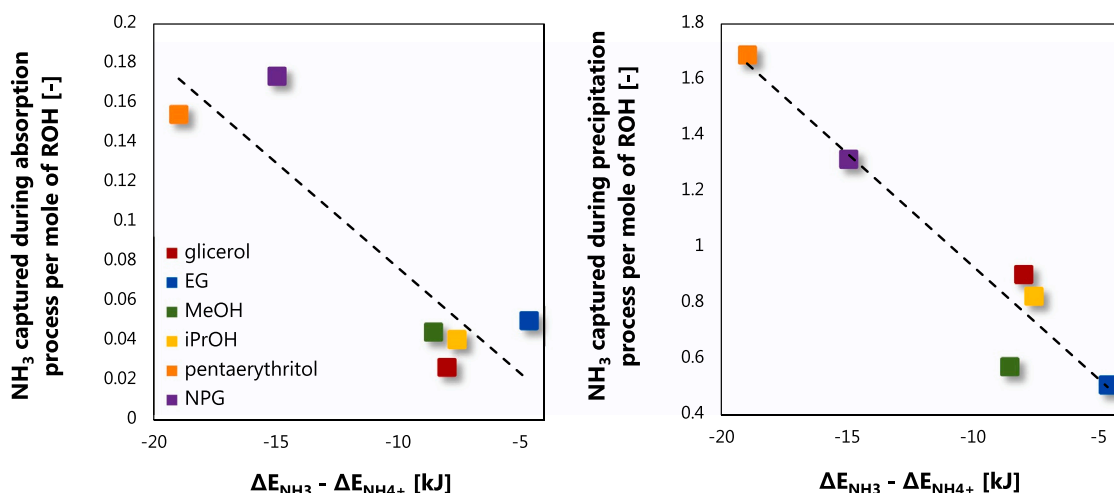 NH3 captured during absorption
process per mole of ROH [-]
0.2
0.18
0.16
0.14
0.12
0.1
0.08
0.06
0.04
0.02
0
glicerol
EG
MeOH
iPrOH
pentaerythritol
NPG
-20
-15
-10
-5
ΔENH3 - ΔENH4+ [kJ]
NH3 captured during precipitation
process per mole of ROH [-]
1.8
1.6
1.4
1.2
1
0.8
0.6
0.4
-20
-15
-10
-5
ΔENH3 - ΔENH4+ [kJ]